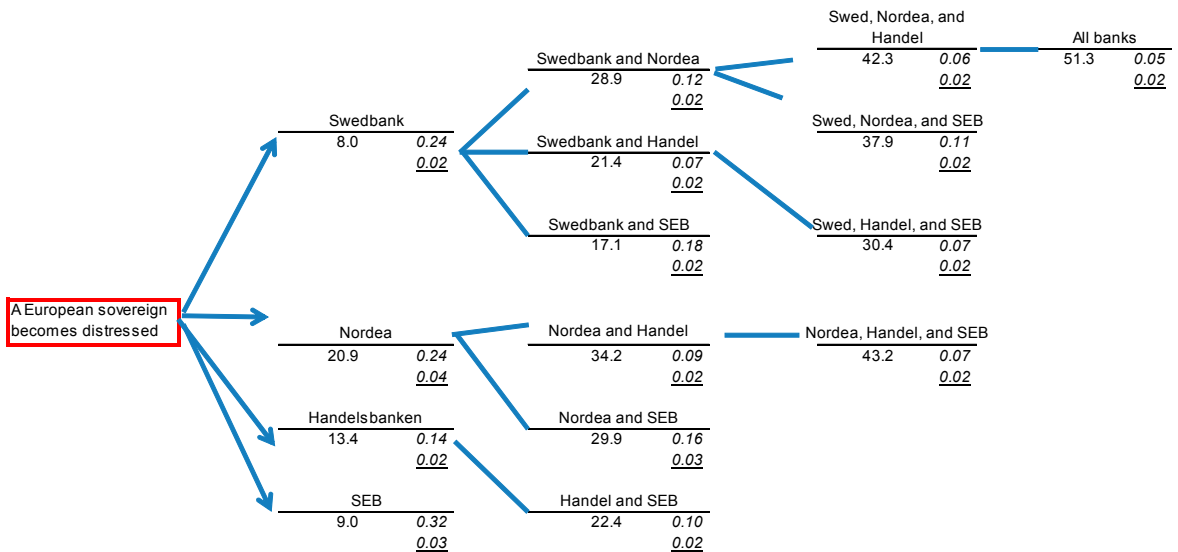 Swed, Nordea, and
Handel
42.3 0.06
0.02
All banks
51.3 0.05
0.02
Swedbank and Nordea
28.9 0.12
0.02
Swedbank
8.0 0.24
0.02
Swedbank and Handel
21.4 0.07
0.02
Swed, Nordea, and SEB
37.9 0.11
0.02
Swedbank and SEB
17.1 0.18
0.02
Swed, Handel, and SEB
30.4 0.07
0.02
A European sovereign
becomes distressed
Nordea
20.9 0.24
0.04
Nordea and Handel
34.2 0.09
0.02
Nordea, Handel, and SEB
43.2 0.07
0.02
Handelsbanken
13.4 0.14
0.02
Nordea and SEB
29.9 0.16
0.03
SEB
9.0 0.32
0.03
Handel and SEB
22.4 0.10
0.02